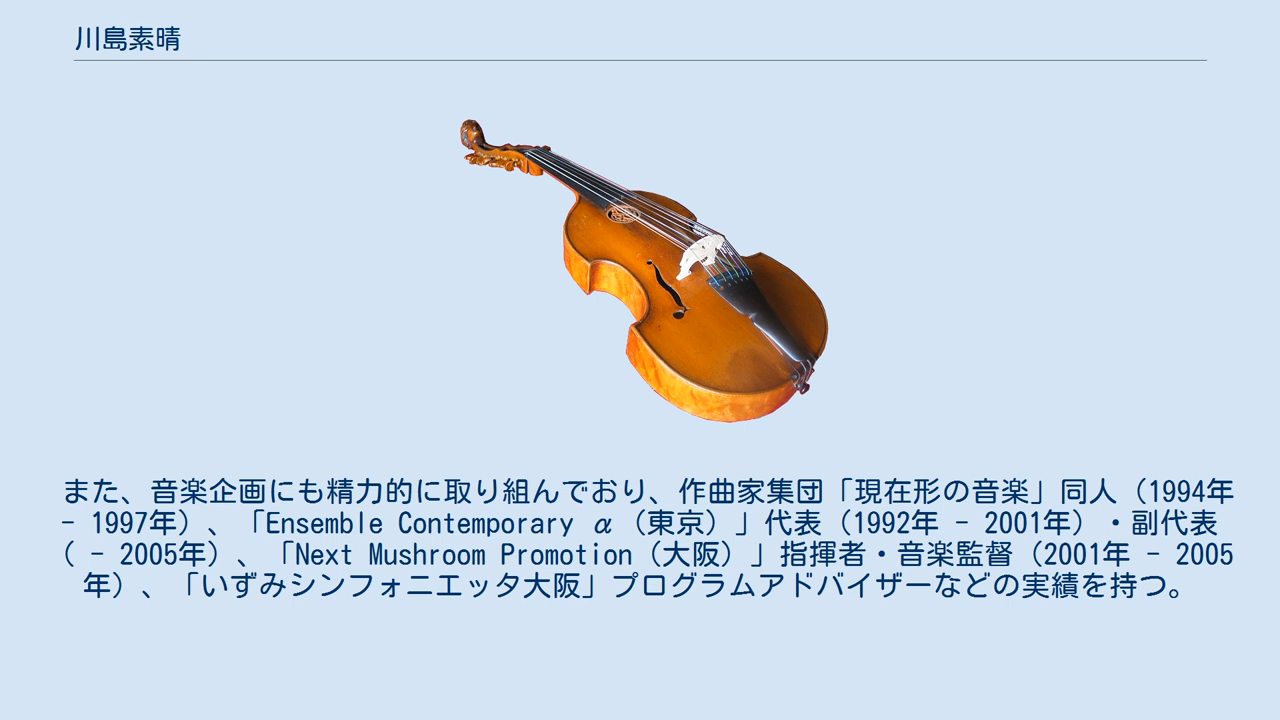 川島素晴
また、音楽企画にも精力的に取り組んでおり、作曲家集団「現在形の音楽」同人（1994年
- 1997年）、「Ensemble Contemporary α（東京）」代表（1992年 - 2001年）・副代表
（ - 2005年）、「Next Mushroom Promotion（大阪）」指揮者・音楽監督（2001年 - 2005
年）、「いずみシンフォニエッタ大阪」プログラムアドバイザーなどの実績を持つ。